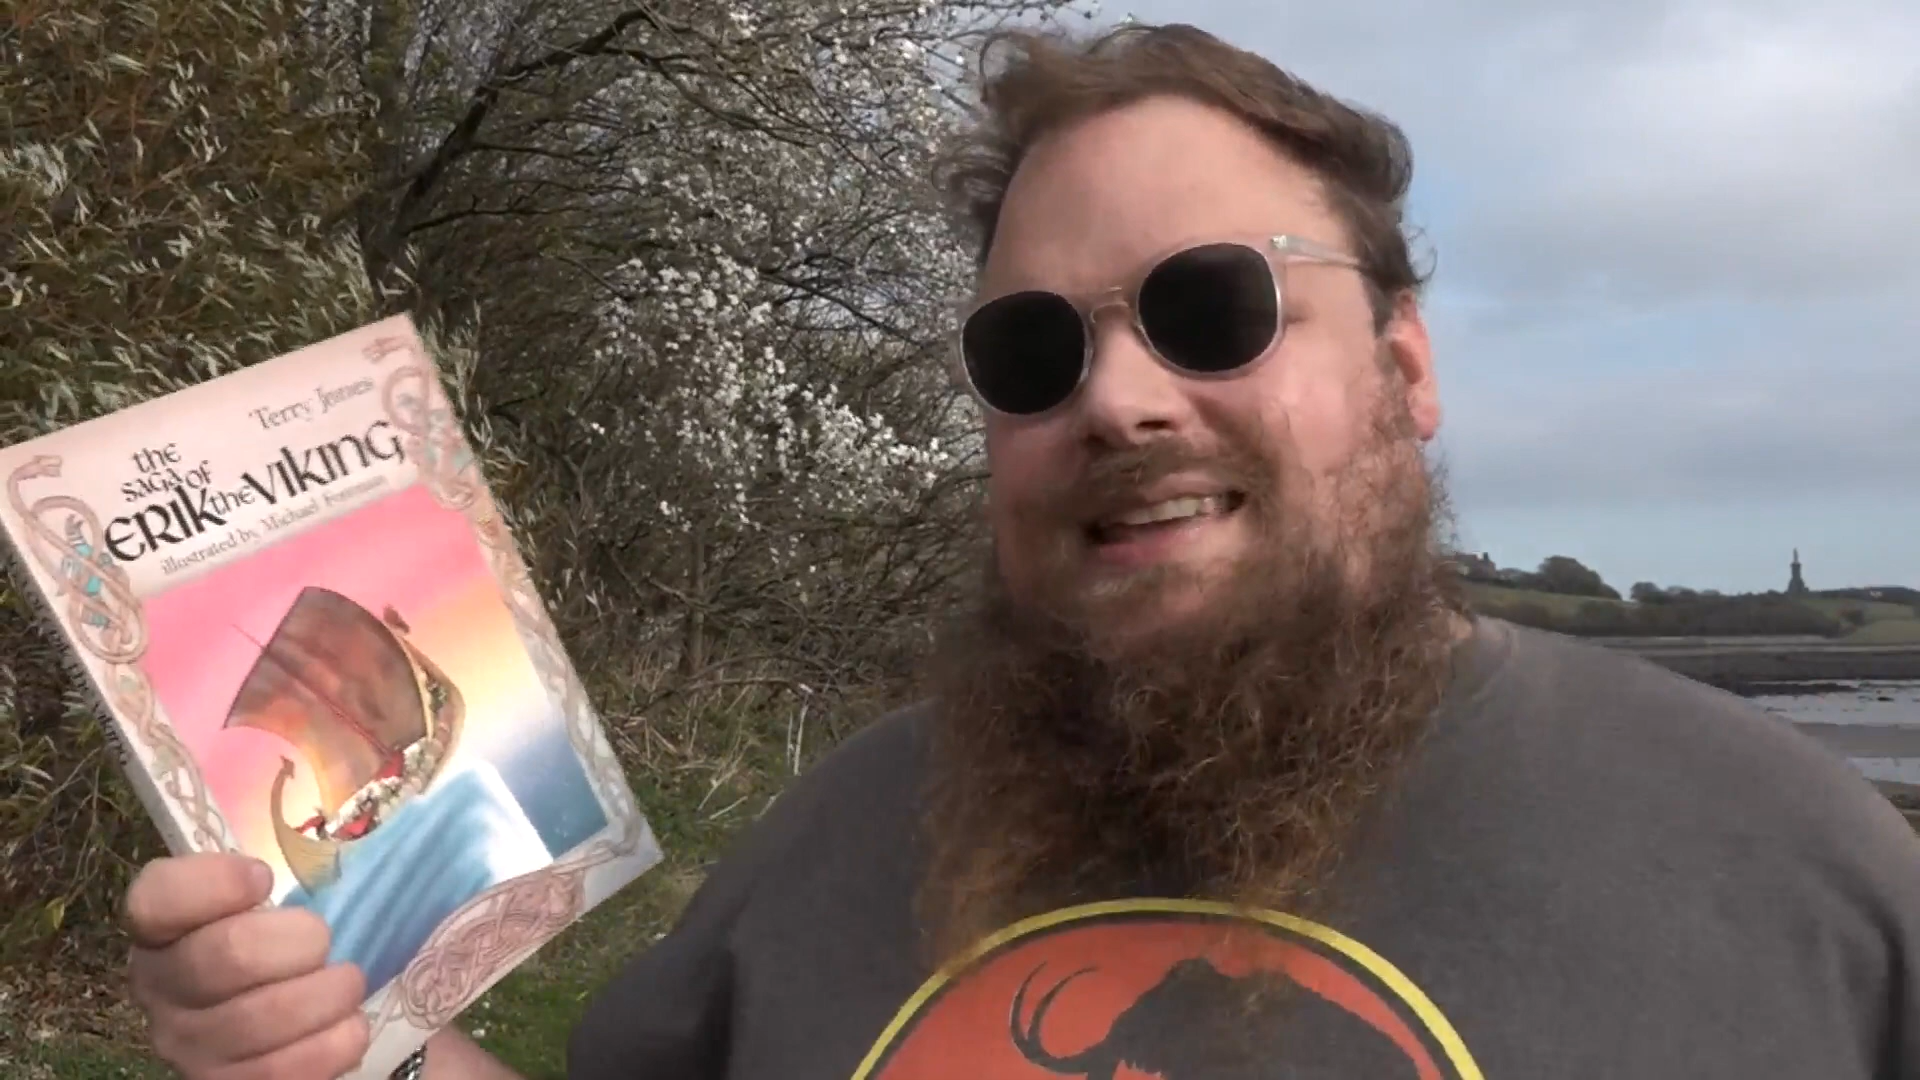 Terry Jones
the
saga of
ERIK the VIKING
illustrated by Michael Foreman